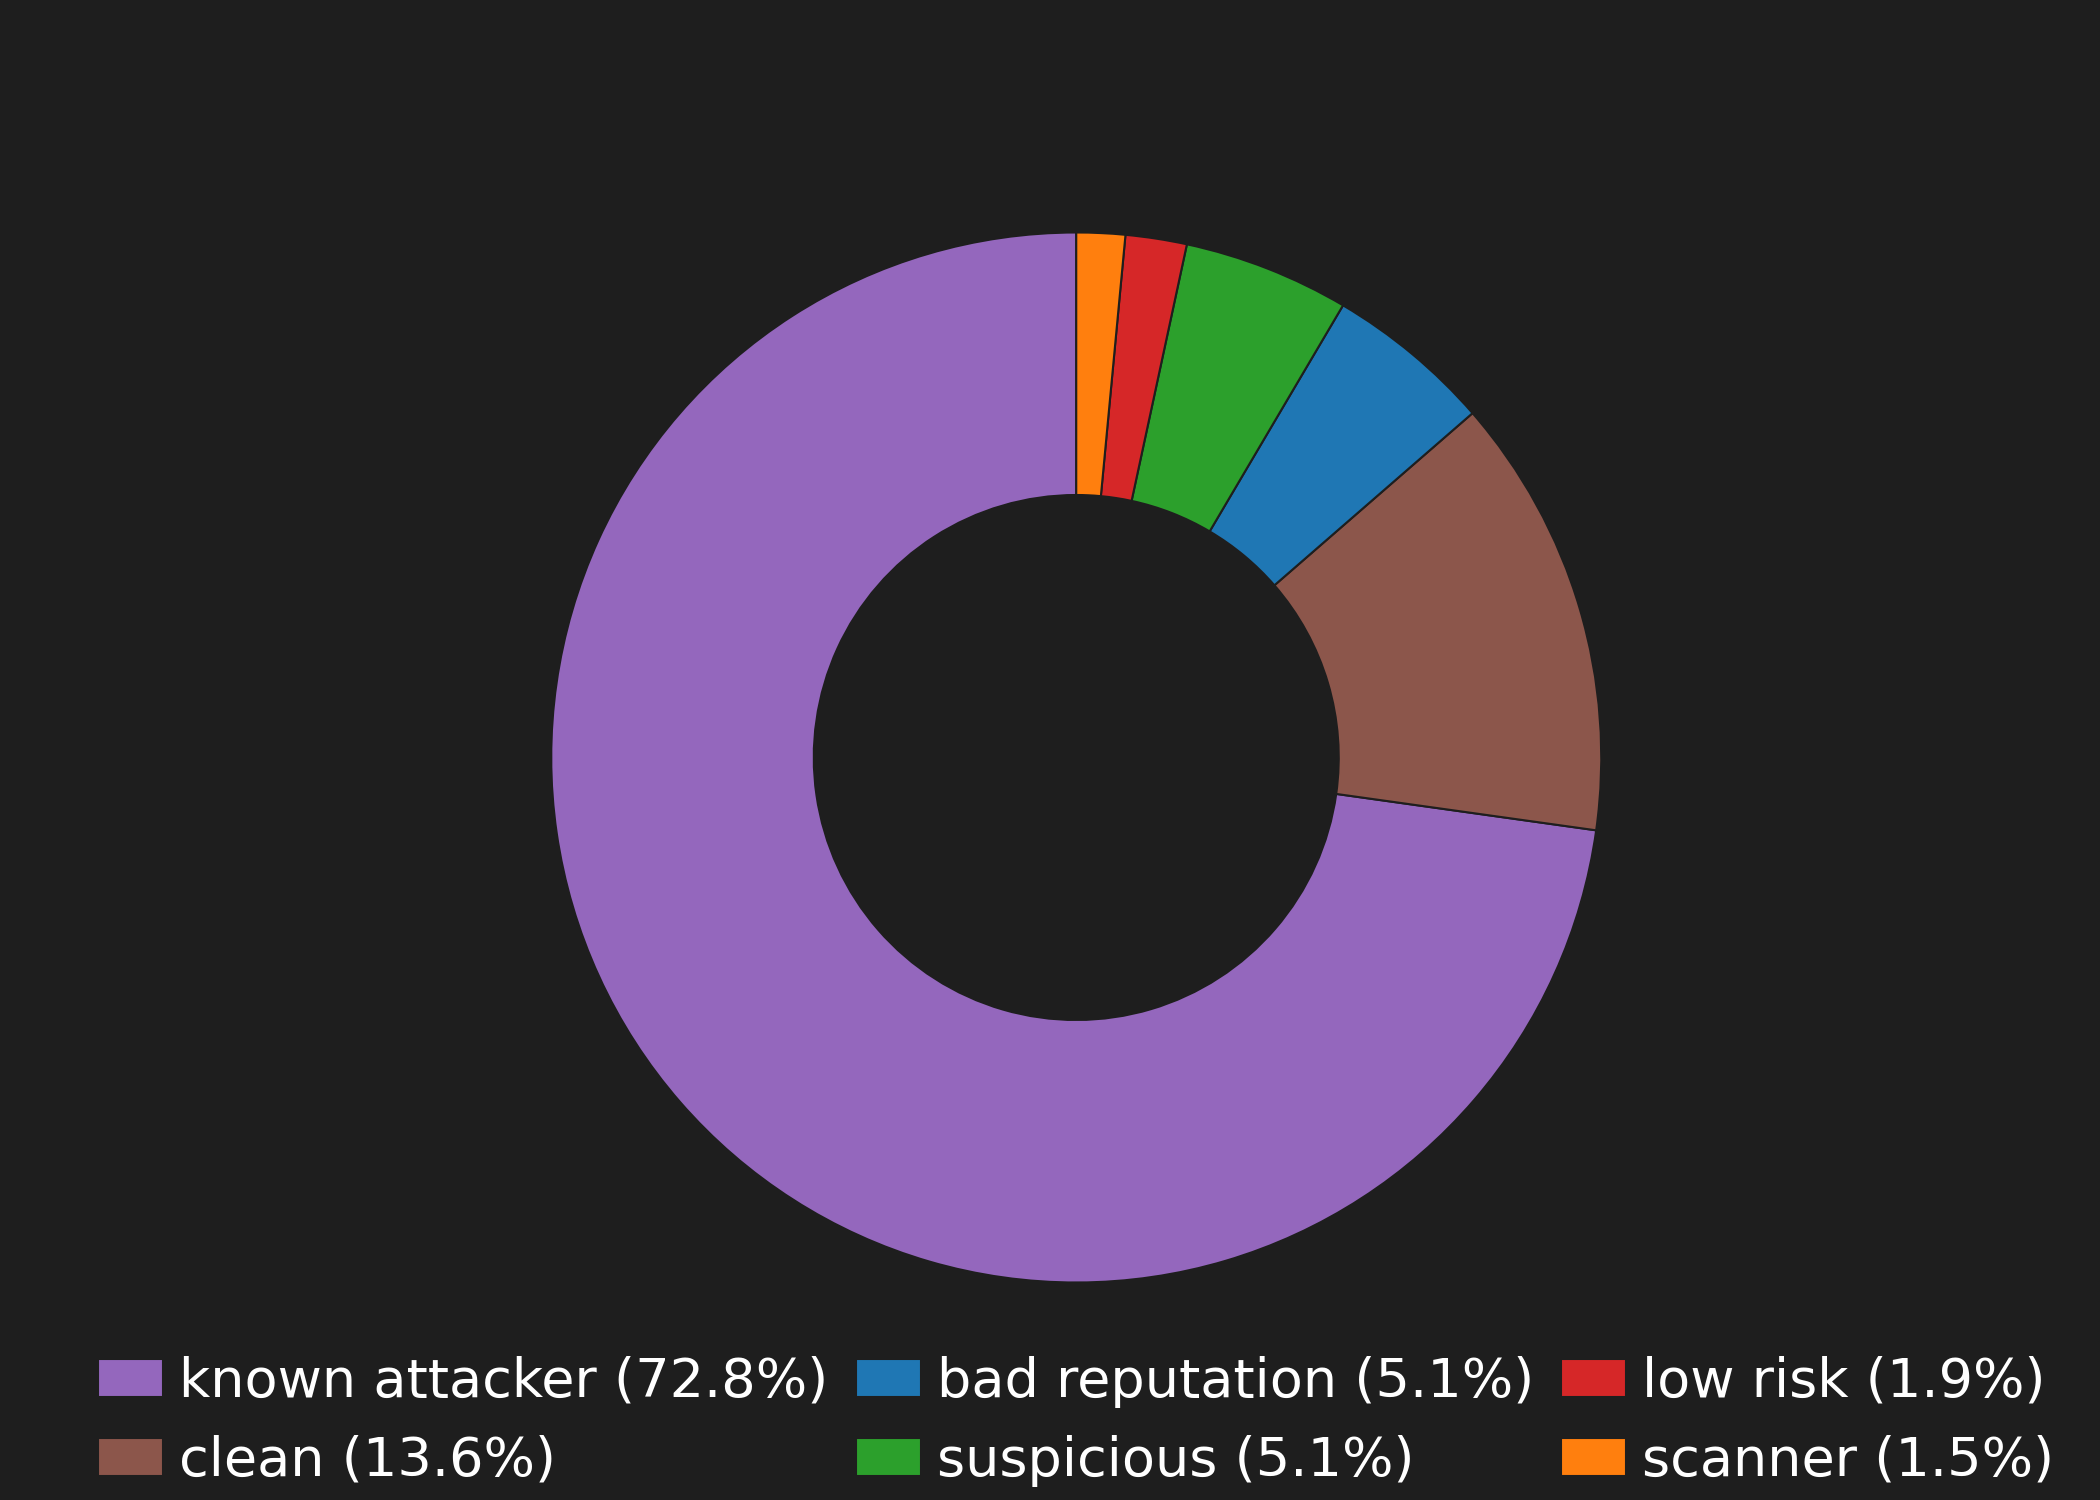 known attacker (72.8%) bad reputation (5.1%) low risk (1.9%)
clean (13.6%) suspicious (5.1%) scanner (1.5%)